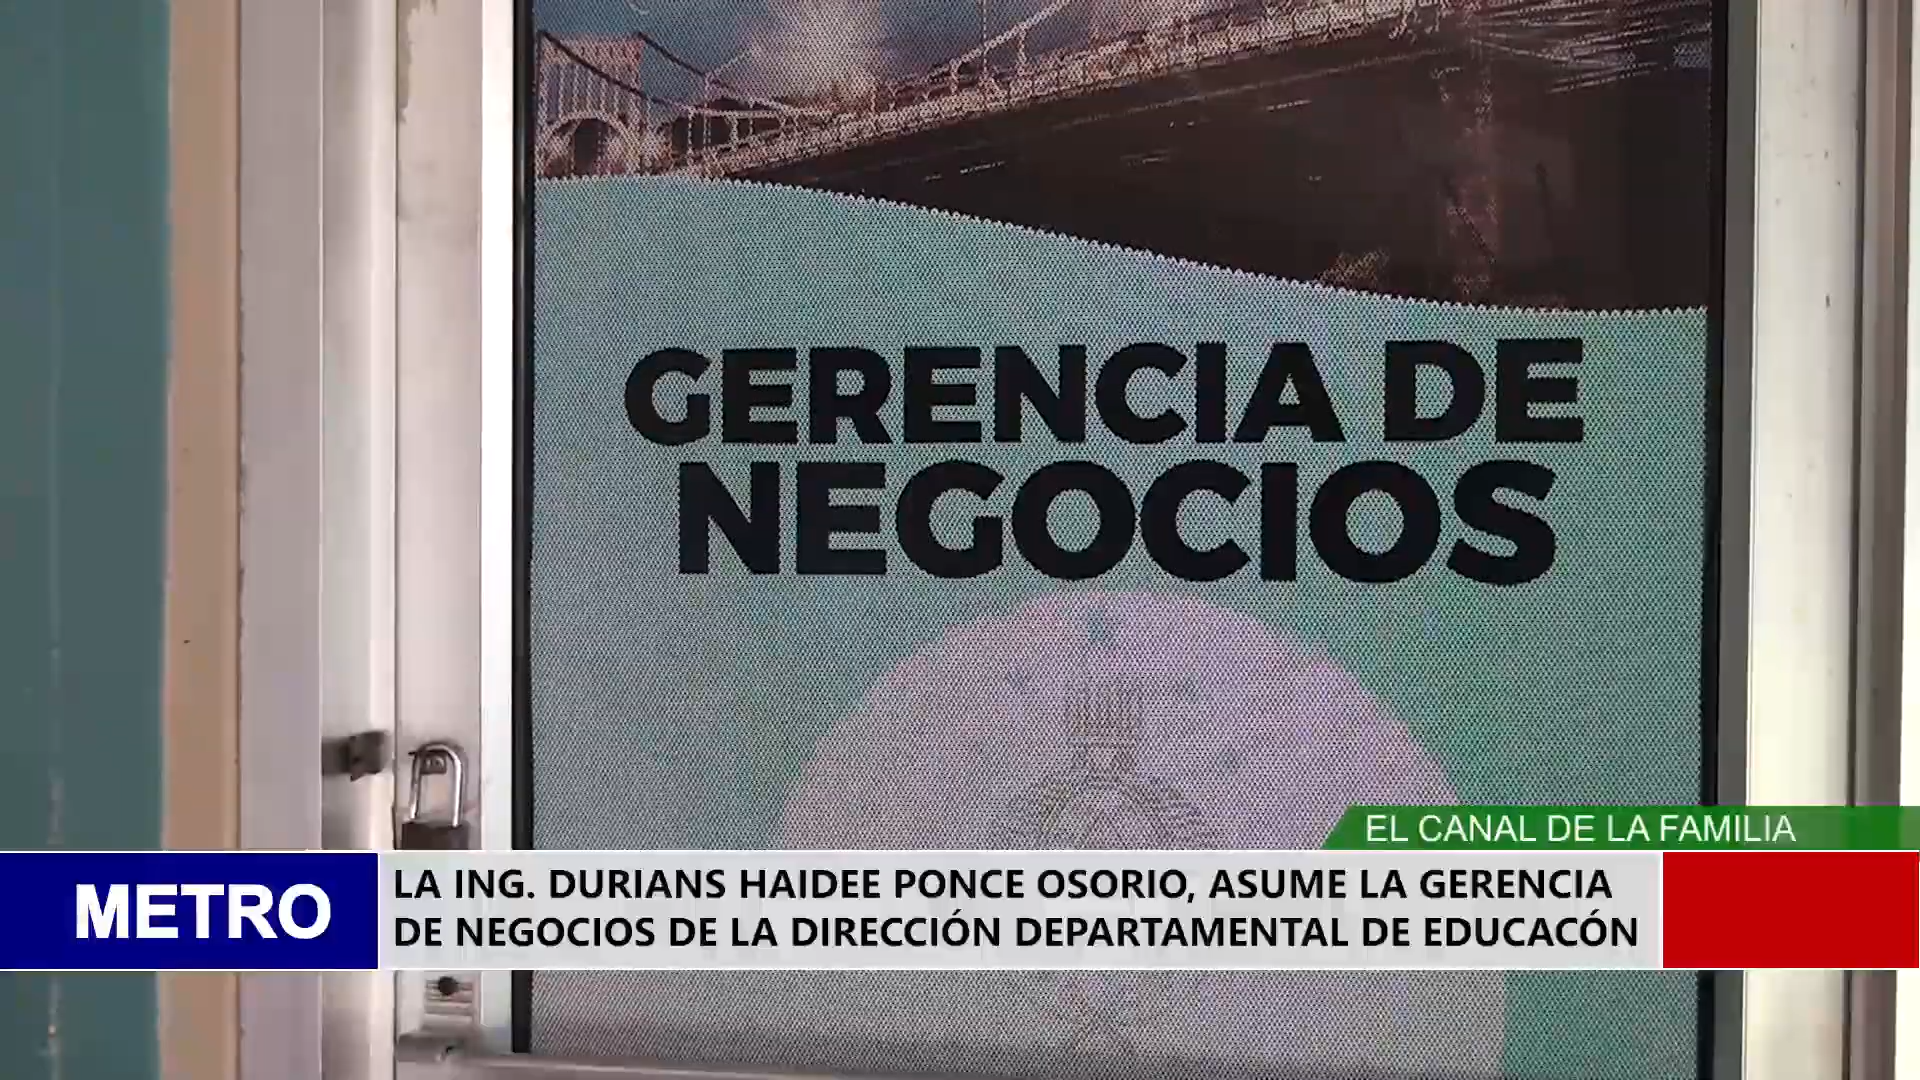 GERENCIA DE
NEGOCIOS
EL CANAL DE LA FAMILIA
METRO
LA ING. DURIANS HAIDEE PONCE OSORIO, ASUME LA GERENCIA
DE NEGOCIOS DE LA DIRECCIÓN DEPARTAMENTAL DE EDUCACÓN